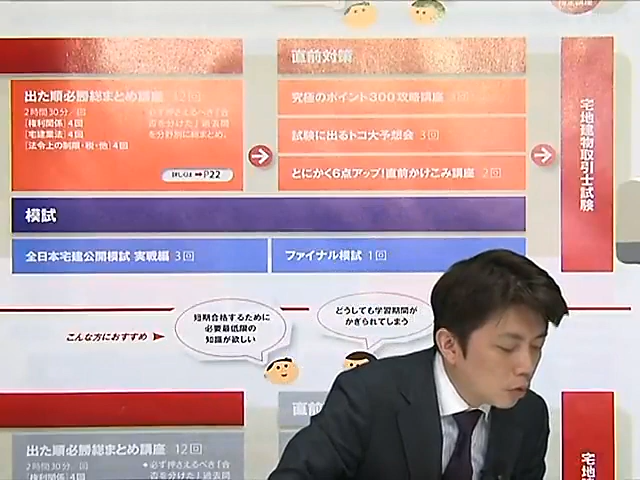 直前対策
出た順必勝総まとめ講座 12回
2時間30分／回
[権利関係]4回
[宅建業法]4回
[法令上の制限・税・他]4回
必ず押さえるべき「合
否を分けた」過去問
を分野別に総まとめ。
詳しくは➡P22
究極のポイント300攻略講座
試験に出るトコ大予想会 3回
とにかく6点アップ!直前かけこみ講座 2回
宅地建物取引士試験
模試
全日本宅建公開模試 実戦編 3回
ファイナル模試 1回
こんな方におすすめ
短期合格するために
必要最低限の
知識が欲しい
どうしても学習期間が
かぎられてしまう
直前
出た順必勝総まとめ講座 12回
2時間30分／回
[権利関係]4回
●必ず押さえるべき「合
否を分けた」過去問
宅地